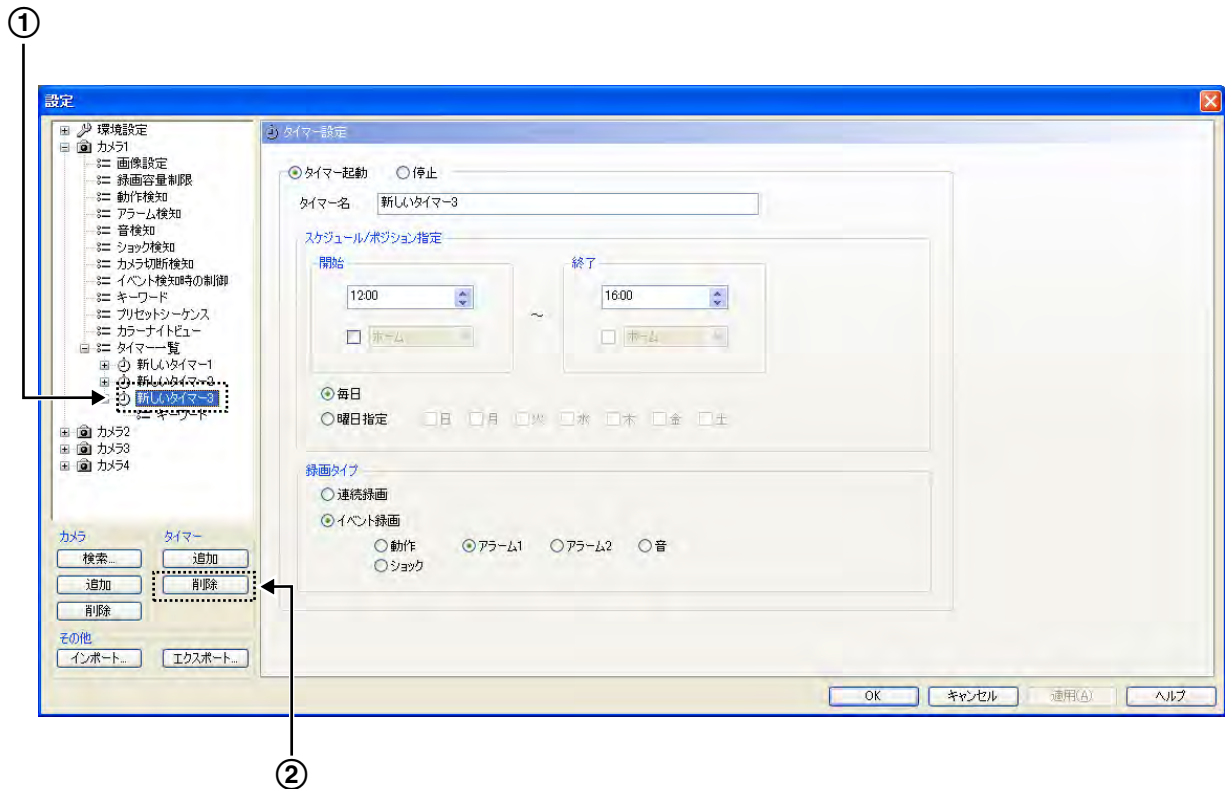 ①
設定
環境設定
カメラ1
画像設定
録画容量制限
動作検知
アラーム検知
音検知
ショック検知
カメラ切断検知
イベント検知時の制御
キーワード
プリセットシーケンス
カラーナイトビュー
タイマー一覧
新しいタイマー1
新しいタイマー2
新しいタイマー3
キーワード
カメラ2
カメラ3
カメラ4
カメラ タイマー
検索... 追加
追加 削除
削除
その他
インポート... エクスポート...
タイマー設定
タイマー起動 停止
タイマー名 新しいタイマー3
スケジュール/ポジション指定
開始 終了
12:00 ～ 16:00
ホーム ホーム
毎日
曜日指定 日 月 火 水 木 金 土
録画タイプ
連続録画
イベント録画
動作 アラーム1 アラーム2 音
ショック
OK キャンセル 適用(A) ヘルプ
②